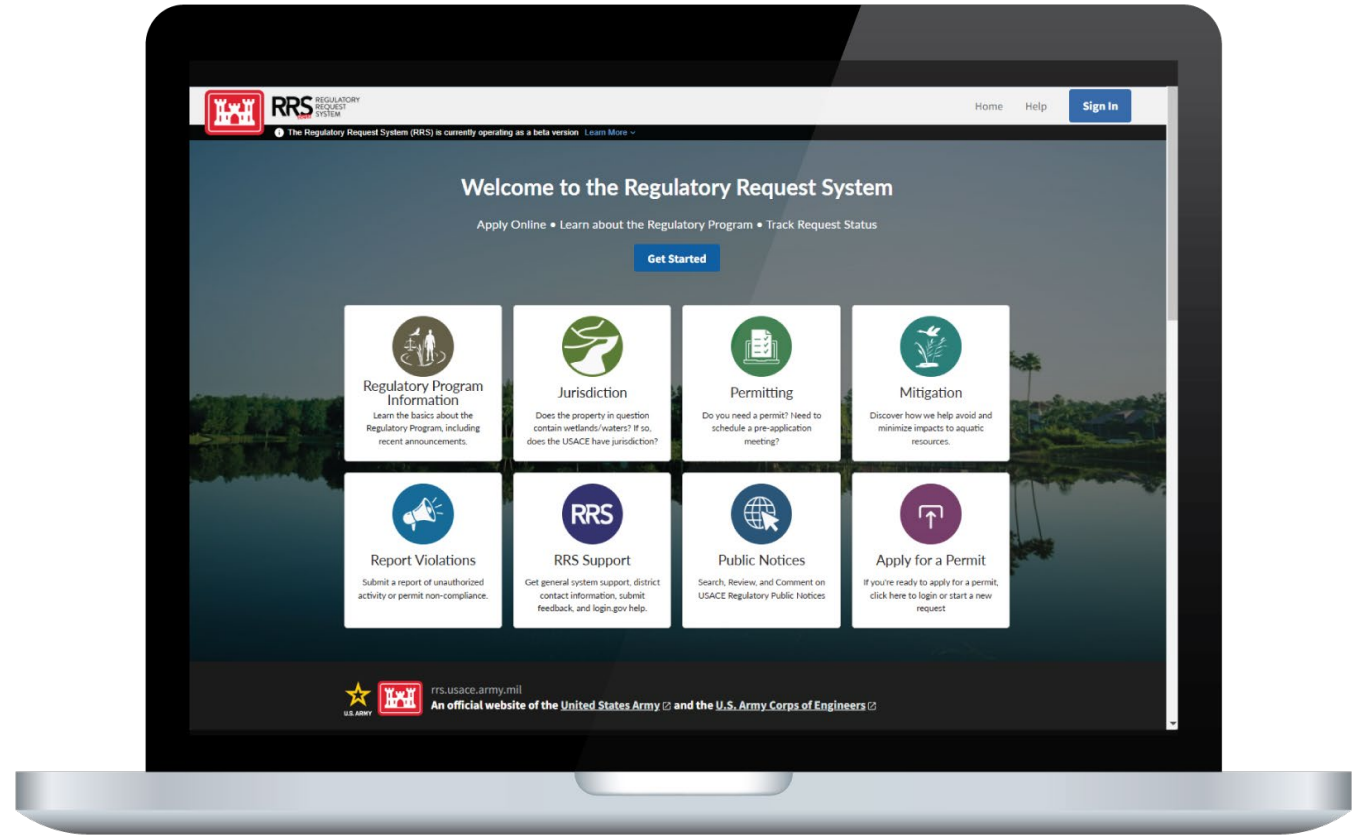 RRS REGULATORY
REQUEST
SYSTEM
Home Help Sign In
The Regulatory Request System (RRS) is currently operating as a beta version Learn More
Welcome to the Regulatory Request System
Apply Online • Learn about the Regulatory Program • Track Request Status
Get Started
Regulatory Program
Information
Learn the basics about the
Regulatory Program, including
recent announcements.
Jurisdiction
Does the property in question
contain wetlands/waters? If so,
does the USACE have jurisdiction?
Permitting
Do you need a permit? Need to
schedule a pre-application
meeting?
Mitigation
Discover how we help avoid and
minimize impacts to aquatic
resources.
Report Violations
Submit a report of unauthorized
activity or permit non-compliance.
RRS
RRS Support
Get general system support, district
contact information, submit
feedback, and login.gov help.
Public Notices
Search, Review, and Comment on
USACE Regulatory Public Notices
Apply for a Permit
If you're ready to apply for a permit,
click here to login or start a new
request
U.S. ARMY
rrs.usace.army.mil
An official website of the United States Army and the U.S. Army Corps of Engineers